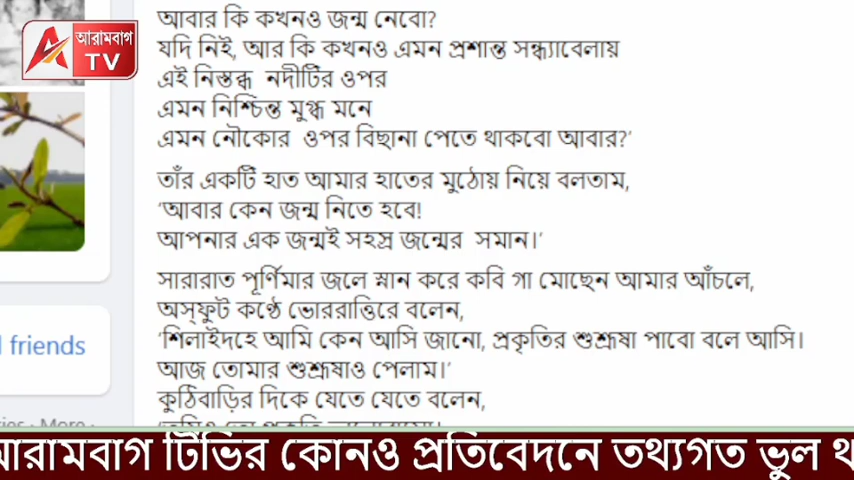 আরামবাগ
TV
আবার কি কখনও জন্ম নেবো?
যদি নিই, আর কি কখনও এমন প্রশান্ত সন্ধ্যাবেলায়
এই নিস্তব্ধ নদীটির ওপর
এমন নিশ্চিন্ত মুগ্ধ মনে
এমন নৌকোর ওপর বিছানা পেতে থাকবো আবার?’
তাঁর একটি হাত আমার হাতের মুঠোয় নিয়ে বলতাম,
‘আবার কেন জন্ম নিতে হবে!
আপনার এক জন্মই সহস্র জন্মের সমান।’
সারারাত পূর্ণিমার জলে স্নান করে কবি গা মোছেন আমার আঁচলে,
অস্ফুট কণ্ঠে ভোররাত্তিরে বলেন,
‘শিলাইদহে আমি কেন আসি জানো, প্রকৃতির শুশ্রূষা পাবো বলে আসি।
আজ তোমার শুশ্রূষাও পেলাম।’
কুঠিবাড়ির দিকে যেতে যেতে বলেন,
friends
More
আরামবাগ টিভির কোনও প্রতিবেদনে তথ্যগত ভুল থ